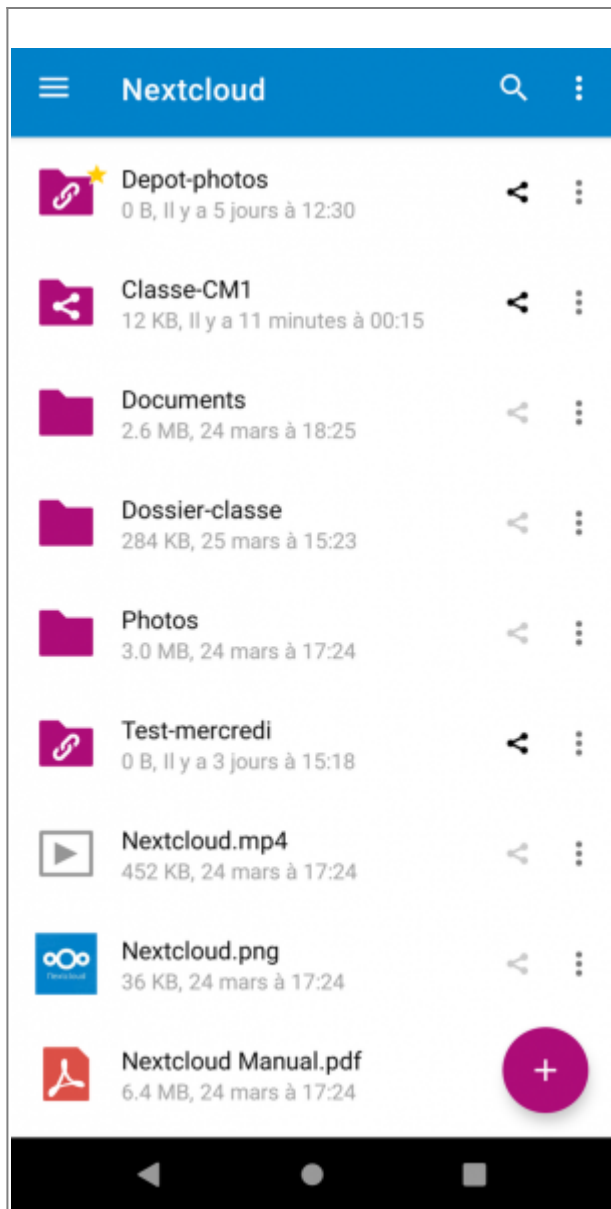 Nextcloud
Depot-photos
0 B, Il y a 5 jours à 12:30
Classe-CM1
12 KB, Il y a 11 minutes à 00:15
Documents
2.6 MB, 24 mars à 18:25
Dossier-classe
284 KB, 25 mars à 15:23
Photos
3.0 MB, 24 mars à 17:24
Test-mercredi
0 B, Il y a 3 jours à 15:18
Nextcloud.mp4
452 KB, 24 mars à 17:24
Nextcloud
Nextcloud.png
36 KB, 24 mars à 17:24
Nextcloud Manual.pdf
6.4 MB, 24 mars à 17:24